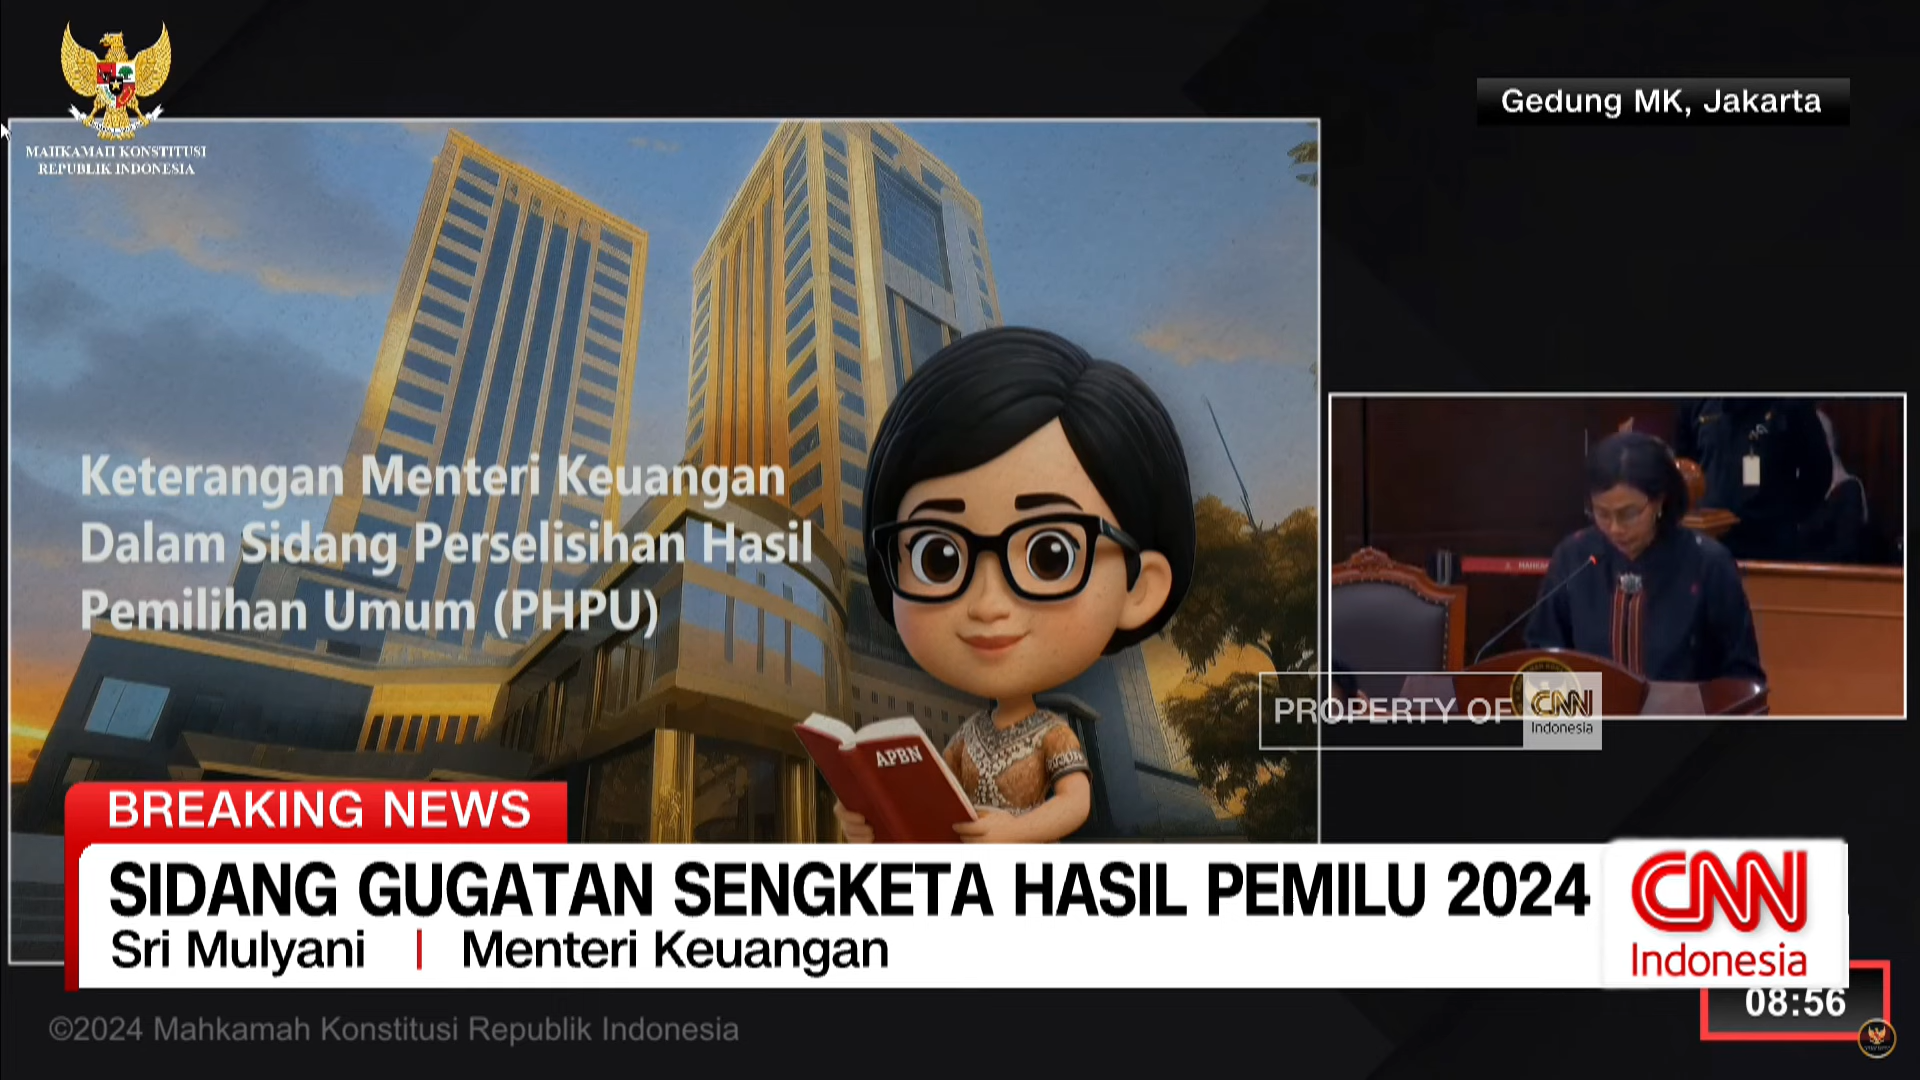 MAHKAMAH KONSTITUSI
REPUBLIK INDONESIA
Gedung MK, Jakarta
Keterangan Menteri Keuangan
Dalam Sidang Perselisihan Hasil
Pemilihan Umum (PHPU)
APBN
PROPERTY OF CNN Indonesia
BREAKING NEWS
SIDANG GUGATAN SENGKETA HASIL PEMILU 2024
Sri Mulyani | Menteri Keuangan
CNN Indonesia
08:56
©2024 Mahkamah Konstitusi Republik Indonesia